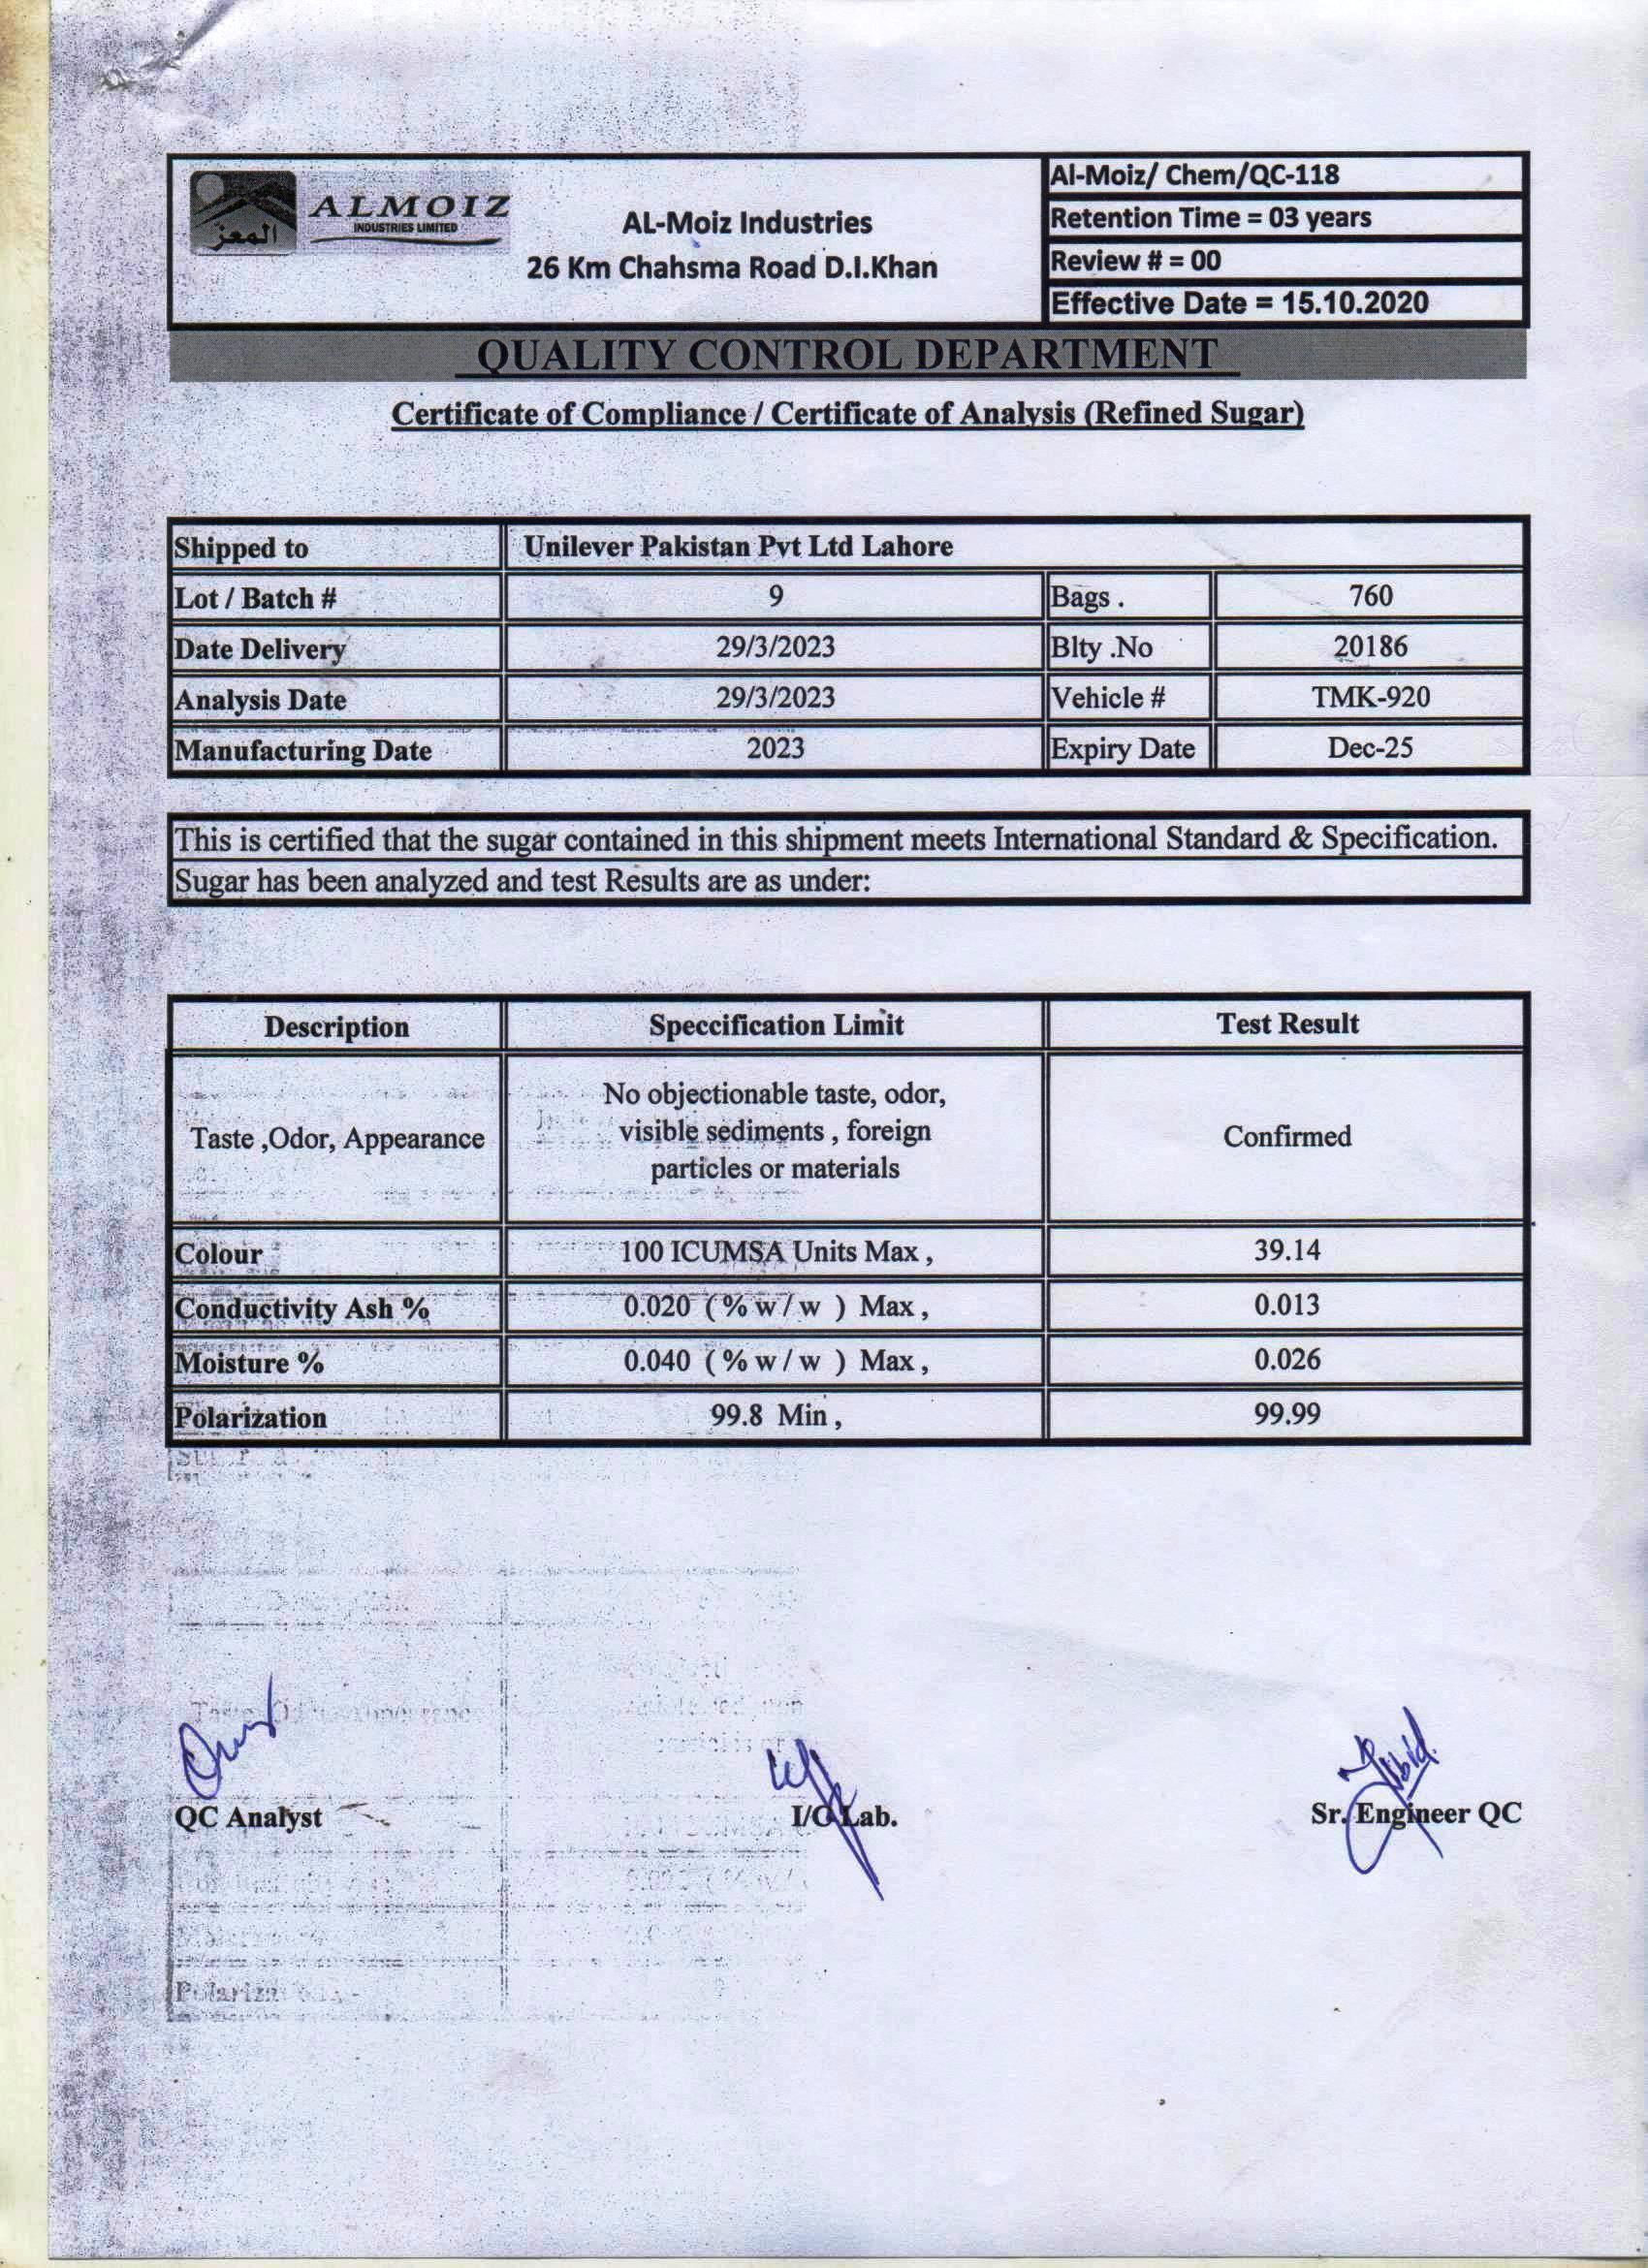 ALMOIZ
INDUSTRIES LIMITED
المعز
AL-Moiz Industries
26 Km Chahsma Road D.I.Khan
Al-Moiz/ Chem/QC-118
Retention Time = 03 years
Review # = 00
Effective Date = 15.10.2020
QUALITY CONTROL DEPARTMENT
Certificate of Compliance / Certificate of Analysis (Refined Sugar)
Shipped to Unilever Pakistan Pvt Ltd Lahore
Lot / Batch # 9 Bags . 760
Date Delivery 29/3/2023 Blty .No 20186
Analysis Date 29/3/2023 Vehicle # TMK-920
Manufacturing Date 2023 Expiry Date Dec-25
This is certified that the sugar contained in this shipment meets International Standard & Specification.
Sugar has been analyzed and test Results are as under:
Description Speccification Limit Test Result
Taste ,Odor, Appearance
No objectionable taste, odor,
visible sediments , foreign
particles or materials
Confirmed
Colour 100 ICUMSA Units Max , 39.14
Conductivity Ash % 0.020 ( % w / w ) Max , 0.013
Moisture % 0.040 ( % w / w ) Max , 0.026
Polarization 99.8 Min , 99.99
QC Analyst I/C Lab. Sr. Engineer QC